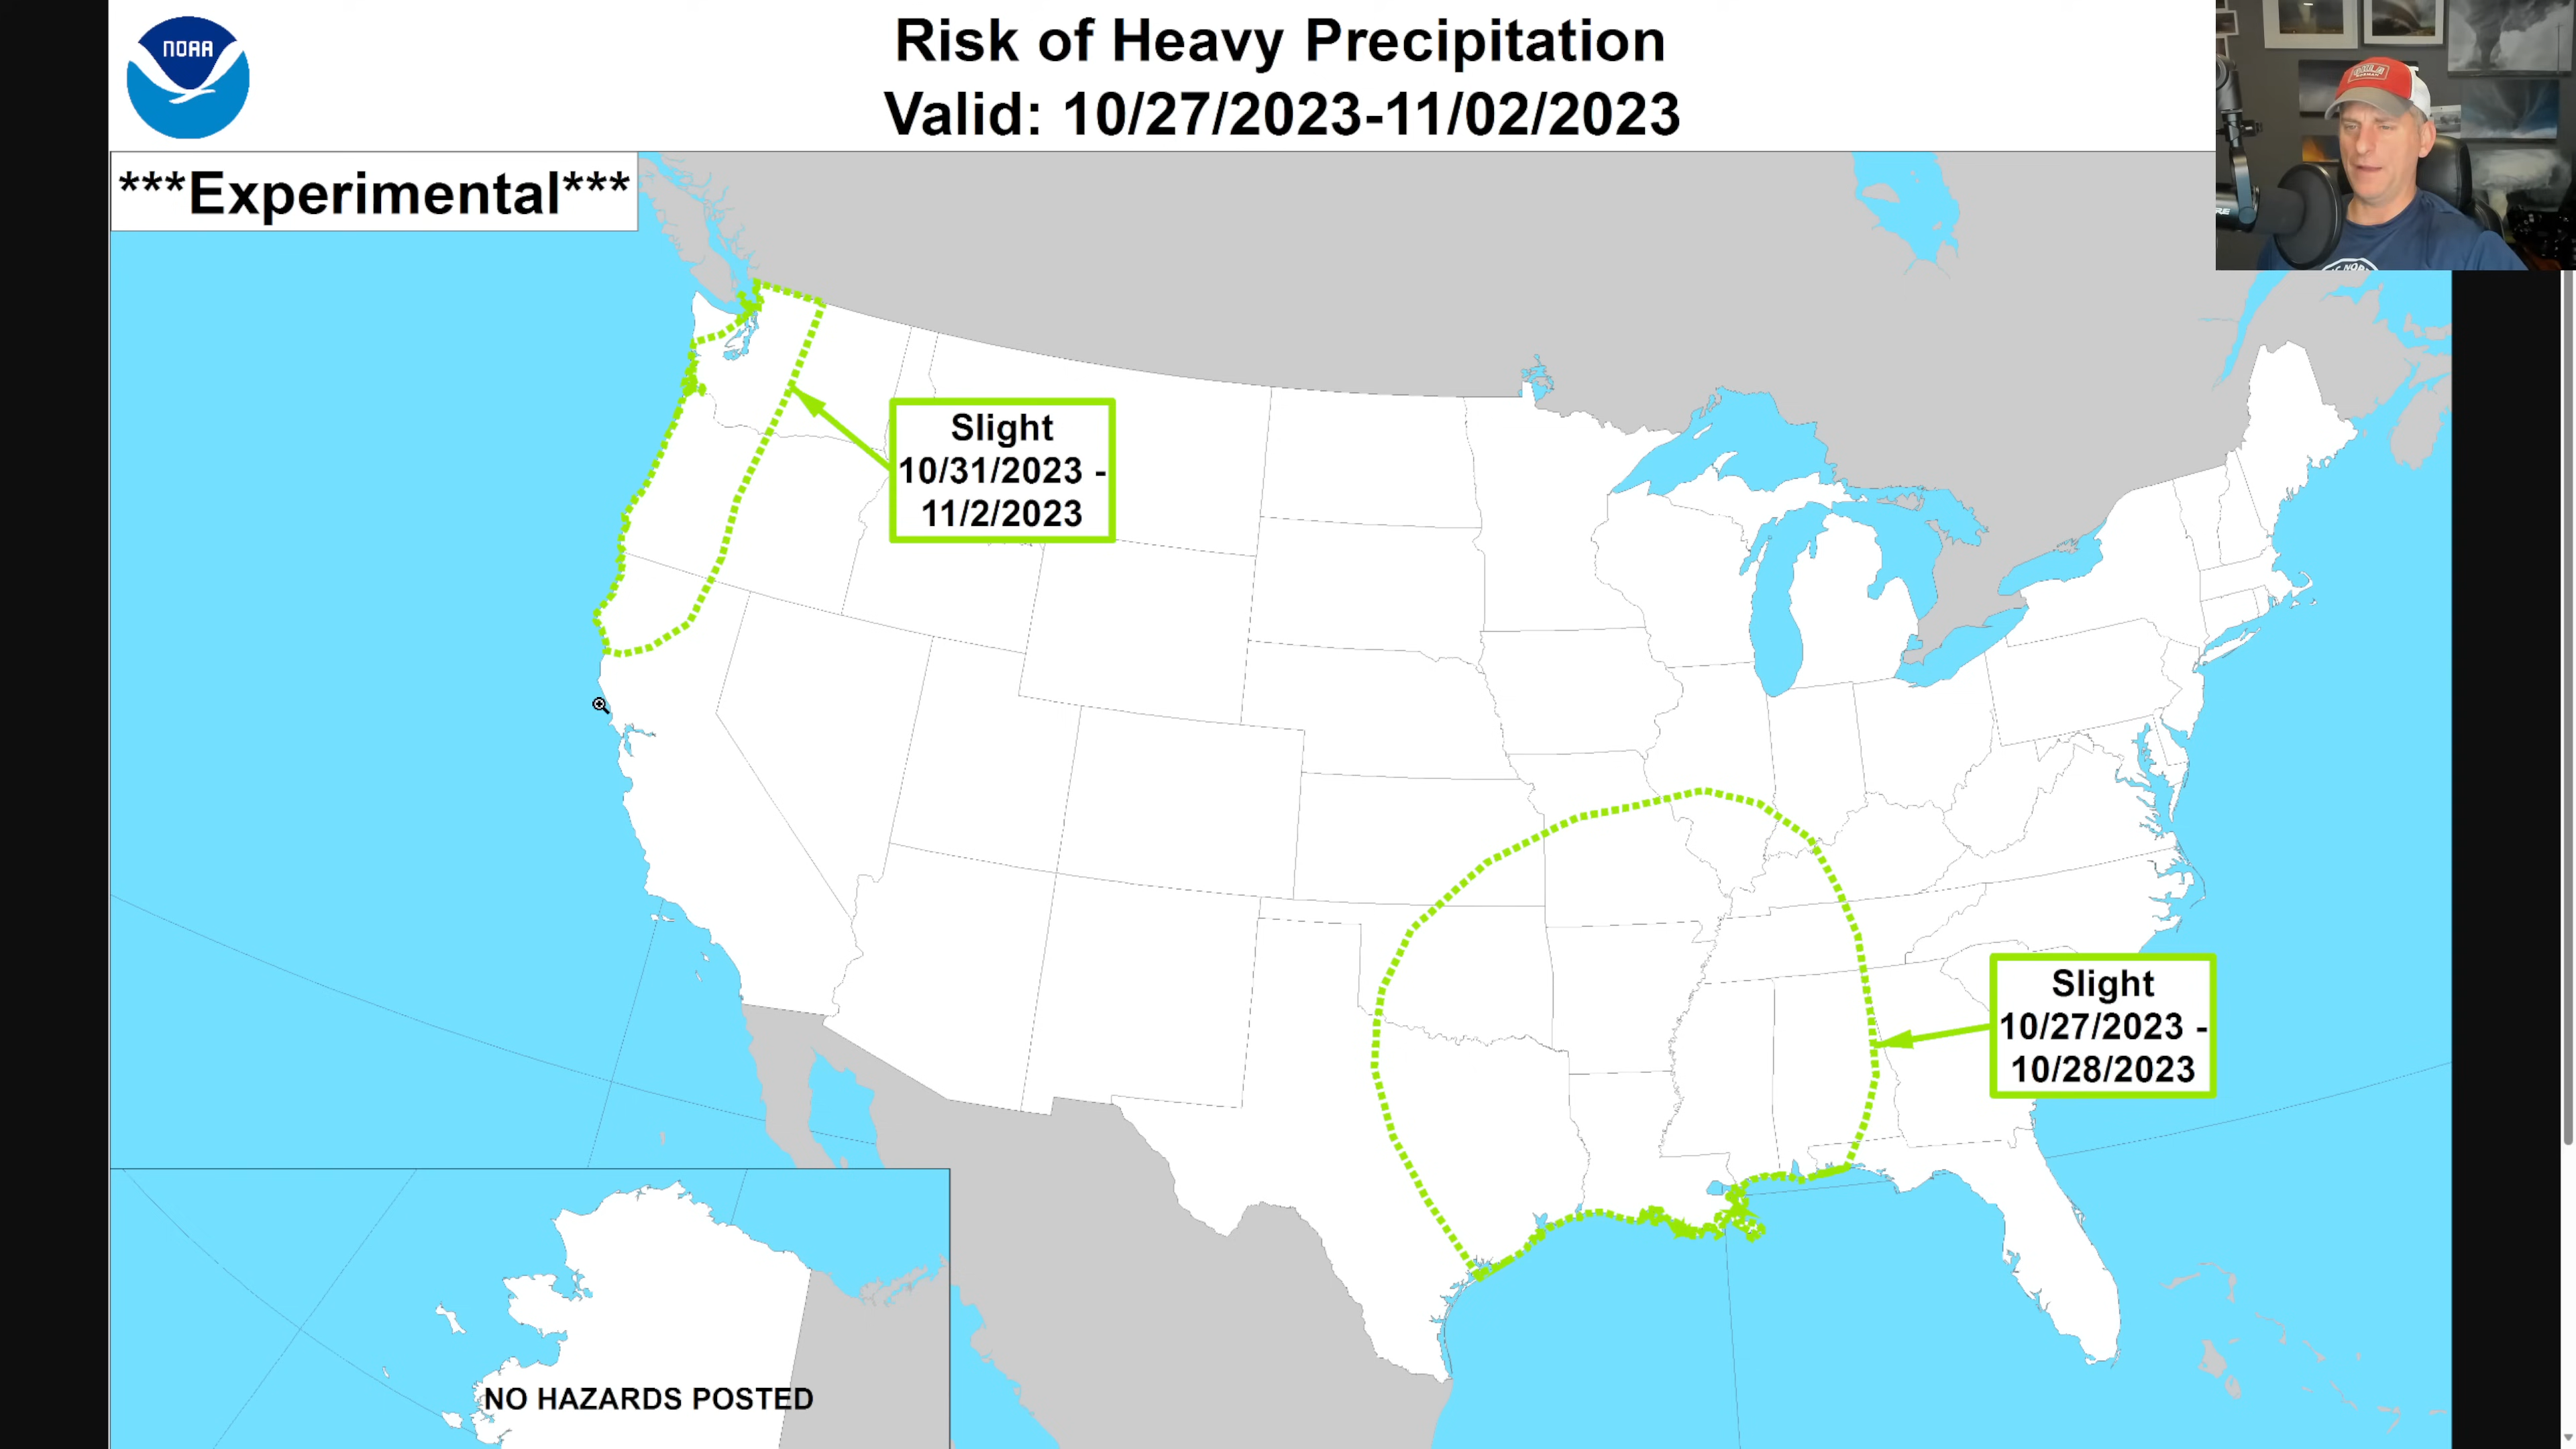 NOAA
Risk of Heavy Precipitation
Valid: 10/27/2023-11/02/2023
***Experimental***
Slight
10/31/2023 -
11/2/2023
Slight
10/27/2023 -
10/28/2023
NO HAZARDS POSTED